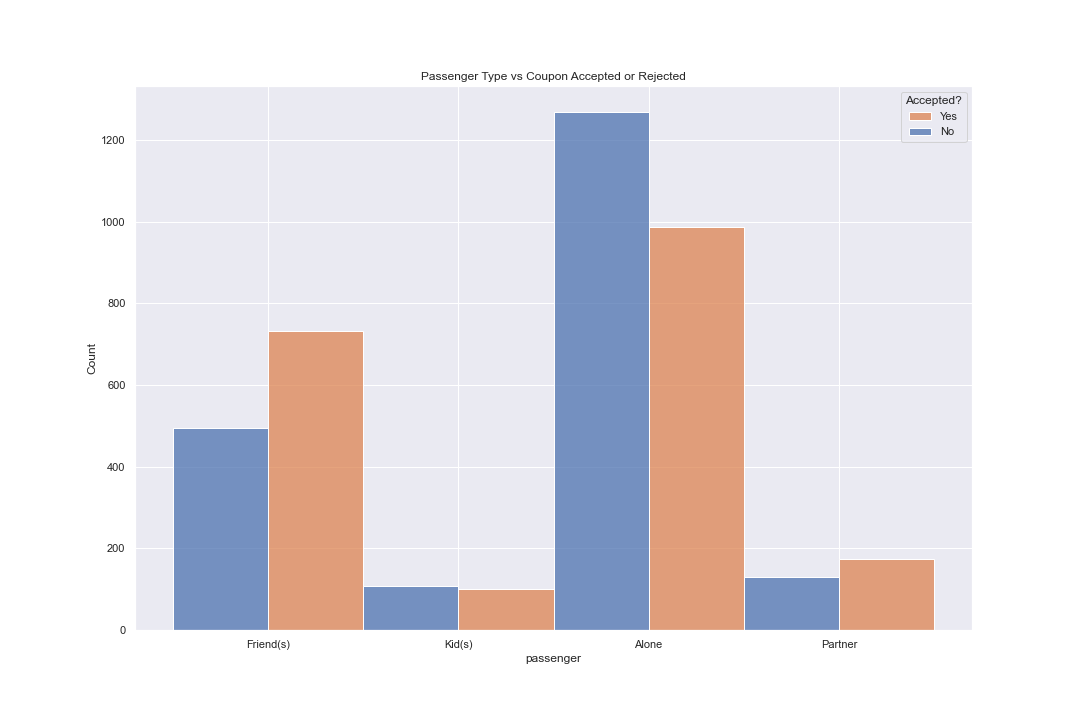 Passenger Type vs Coupon Accepted or Rejected
Accepted?
Yes
No
1200
1000
800
600
400
200
0
Count
Friend(s)
Kid(s)
Alone
Partner
passenger